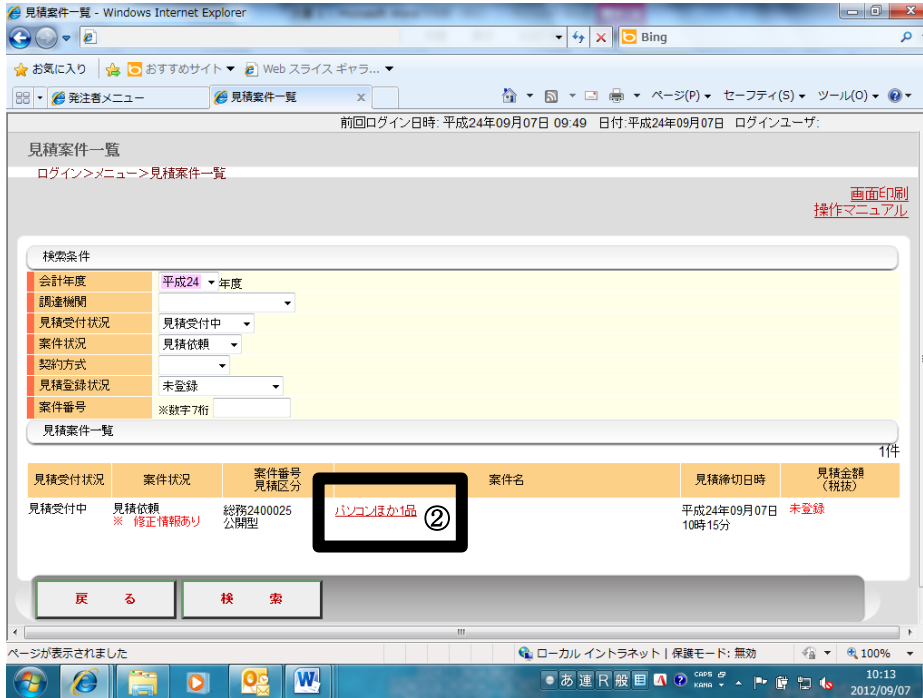 見積案件一覧 - Windows Internet Explorer
Bing
お気に入り おすすめサイト ▼ Web スライス ギャラ... ▼
発注者メニュー 見積案件一覧 x ページ(P) セーフティ(S) ツール(O)
前回ログイン日時: 平成24年09月07日 09:49 日付:平成24年09月07日 ログインユーザ:
見積案件一覧
ログイン>メニュー>見積案件一覧
画面印刷
操作マニュアル
検索条件
会計年度 平成24 年度
調達機関
見積受付状況 見積受付中
案件状況 見積依頼
契約方式
見積登録状況 未登録
案件番号 ※数字7桁
見積案件一覧
1件
見積受付状況 案件状況 案件番号 見積区分 案件名 見積締切日時 見積金額 (税抜)
見積受付中 見積依頼 総務2400025 パソコンほか1品 ② 平成24年09月07日 未登録
※ 修正情報あり 公開型 10時15分
戻 る 検 索
ページが表示されました ローカル イントラネット | 保護モード: 無効 100%
あ 連 R 般 CAPS KANA 10:13
2012/09/07